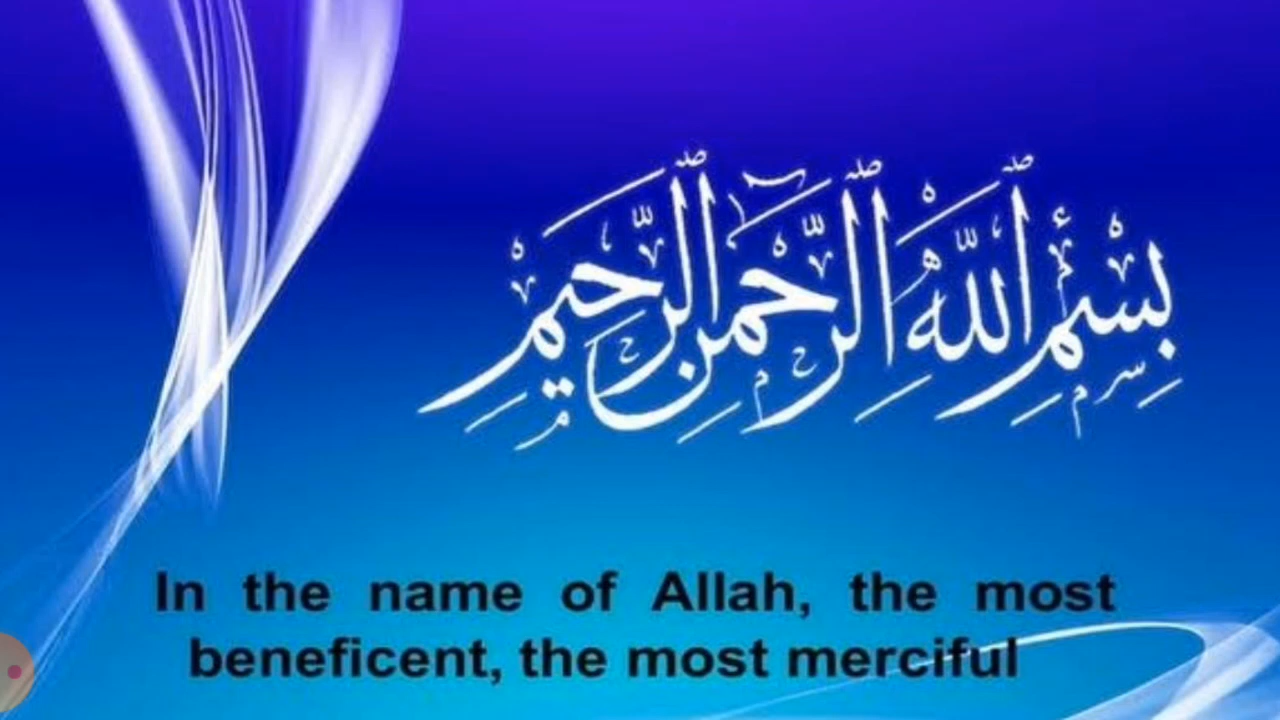 بِسْمِ ٱللَّهِ ٱلرَّحْمَٰنِ ٱلرَّحِيمِ
In the name of Allah, the most
beneficent, the most merciful